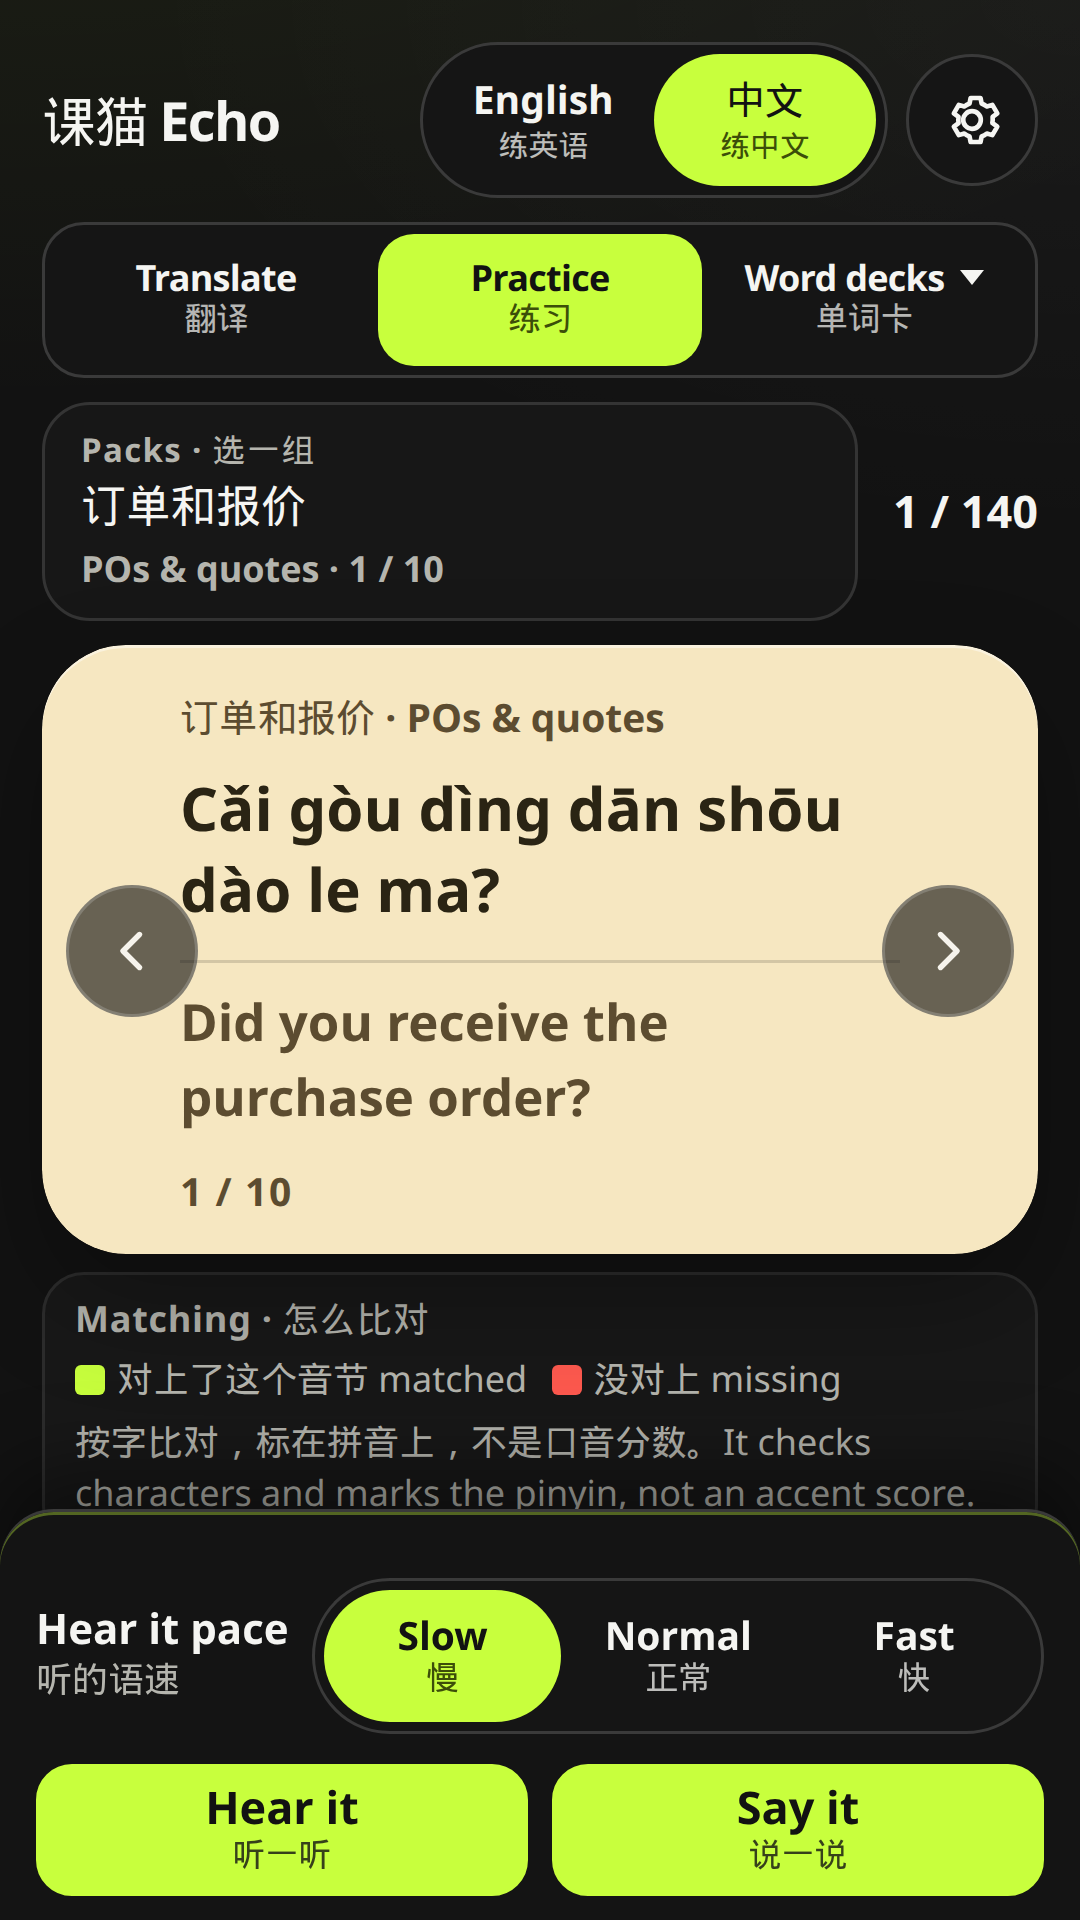 课猫 Echo
English
练英语
中文
练中文
Translate
翻译
Practice
练习
Word decks
单词卡
Packs · 选一组
订单和报价
POs & quotes · 1 / 10
1 / 140
订单和报价 · POs & quotes
Cǎi gòu dìng dān shōu
dào le ma?
Did you receive the
purchase order?
1 / 10
Matching · 怎么比对
对上了这个音节 matched
没对上 missing
按字比对，标在拼音上，不是口音分数。It checks
characters and marks the pinyin, not an accent score.
Hear it pace
听的语速
Slow
慢
Normal
正常
Fast
快
Hear it
听一听
Say it
说一说